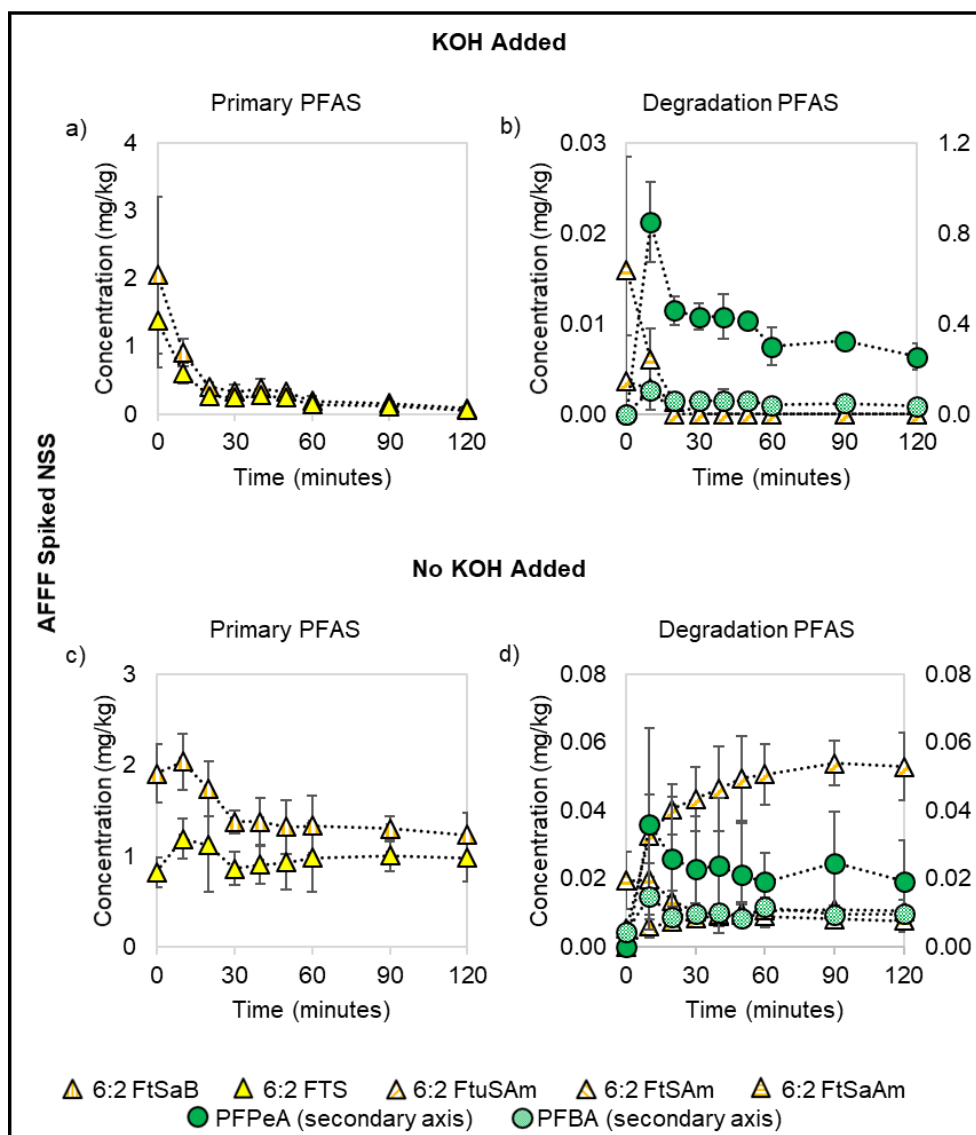 KOH Added
Primary PFAS
Degradation PFAS
a)
b)
Concentration (mg/kg)
4
3
2
1
0
0 30 60 90 120
Time (minutes)
Concentration (mg/kg)
0.03
0.02
0.01
0.00
1.2
0.8
0.4
0.0
0 30 60 90 120
Time (minutes)
AFFF Spiked NSS
No KOH Added
Primary PFAS
Degradation PFAS
c)
d)
Concentration (mg/kg)
3
2
1
0
0 30 60 90 120
Time (minutes)
Concentration (mg/kg)
0.08
0.06
0.04
0.02
0.00
0.08
0.06
0.04
0.02
0.00
0 30 60 90 120
Time (minutes)
6:2 FtSaB 6:2 FTS 6:2 FtuSAm 6:2 FtSAm 6:2 FtSaAm
PFPeA (secondary axis) PFBA (secondary axis)